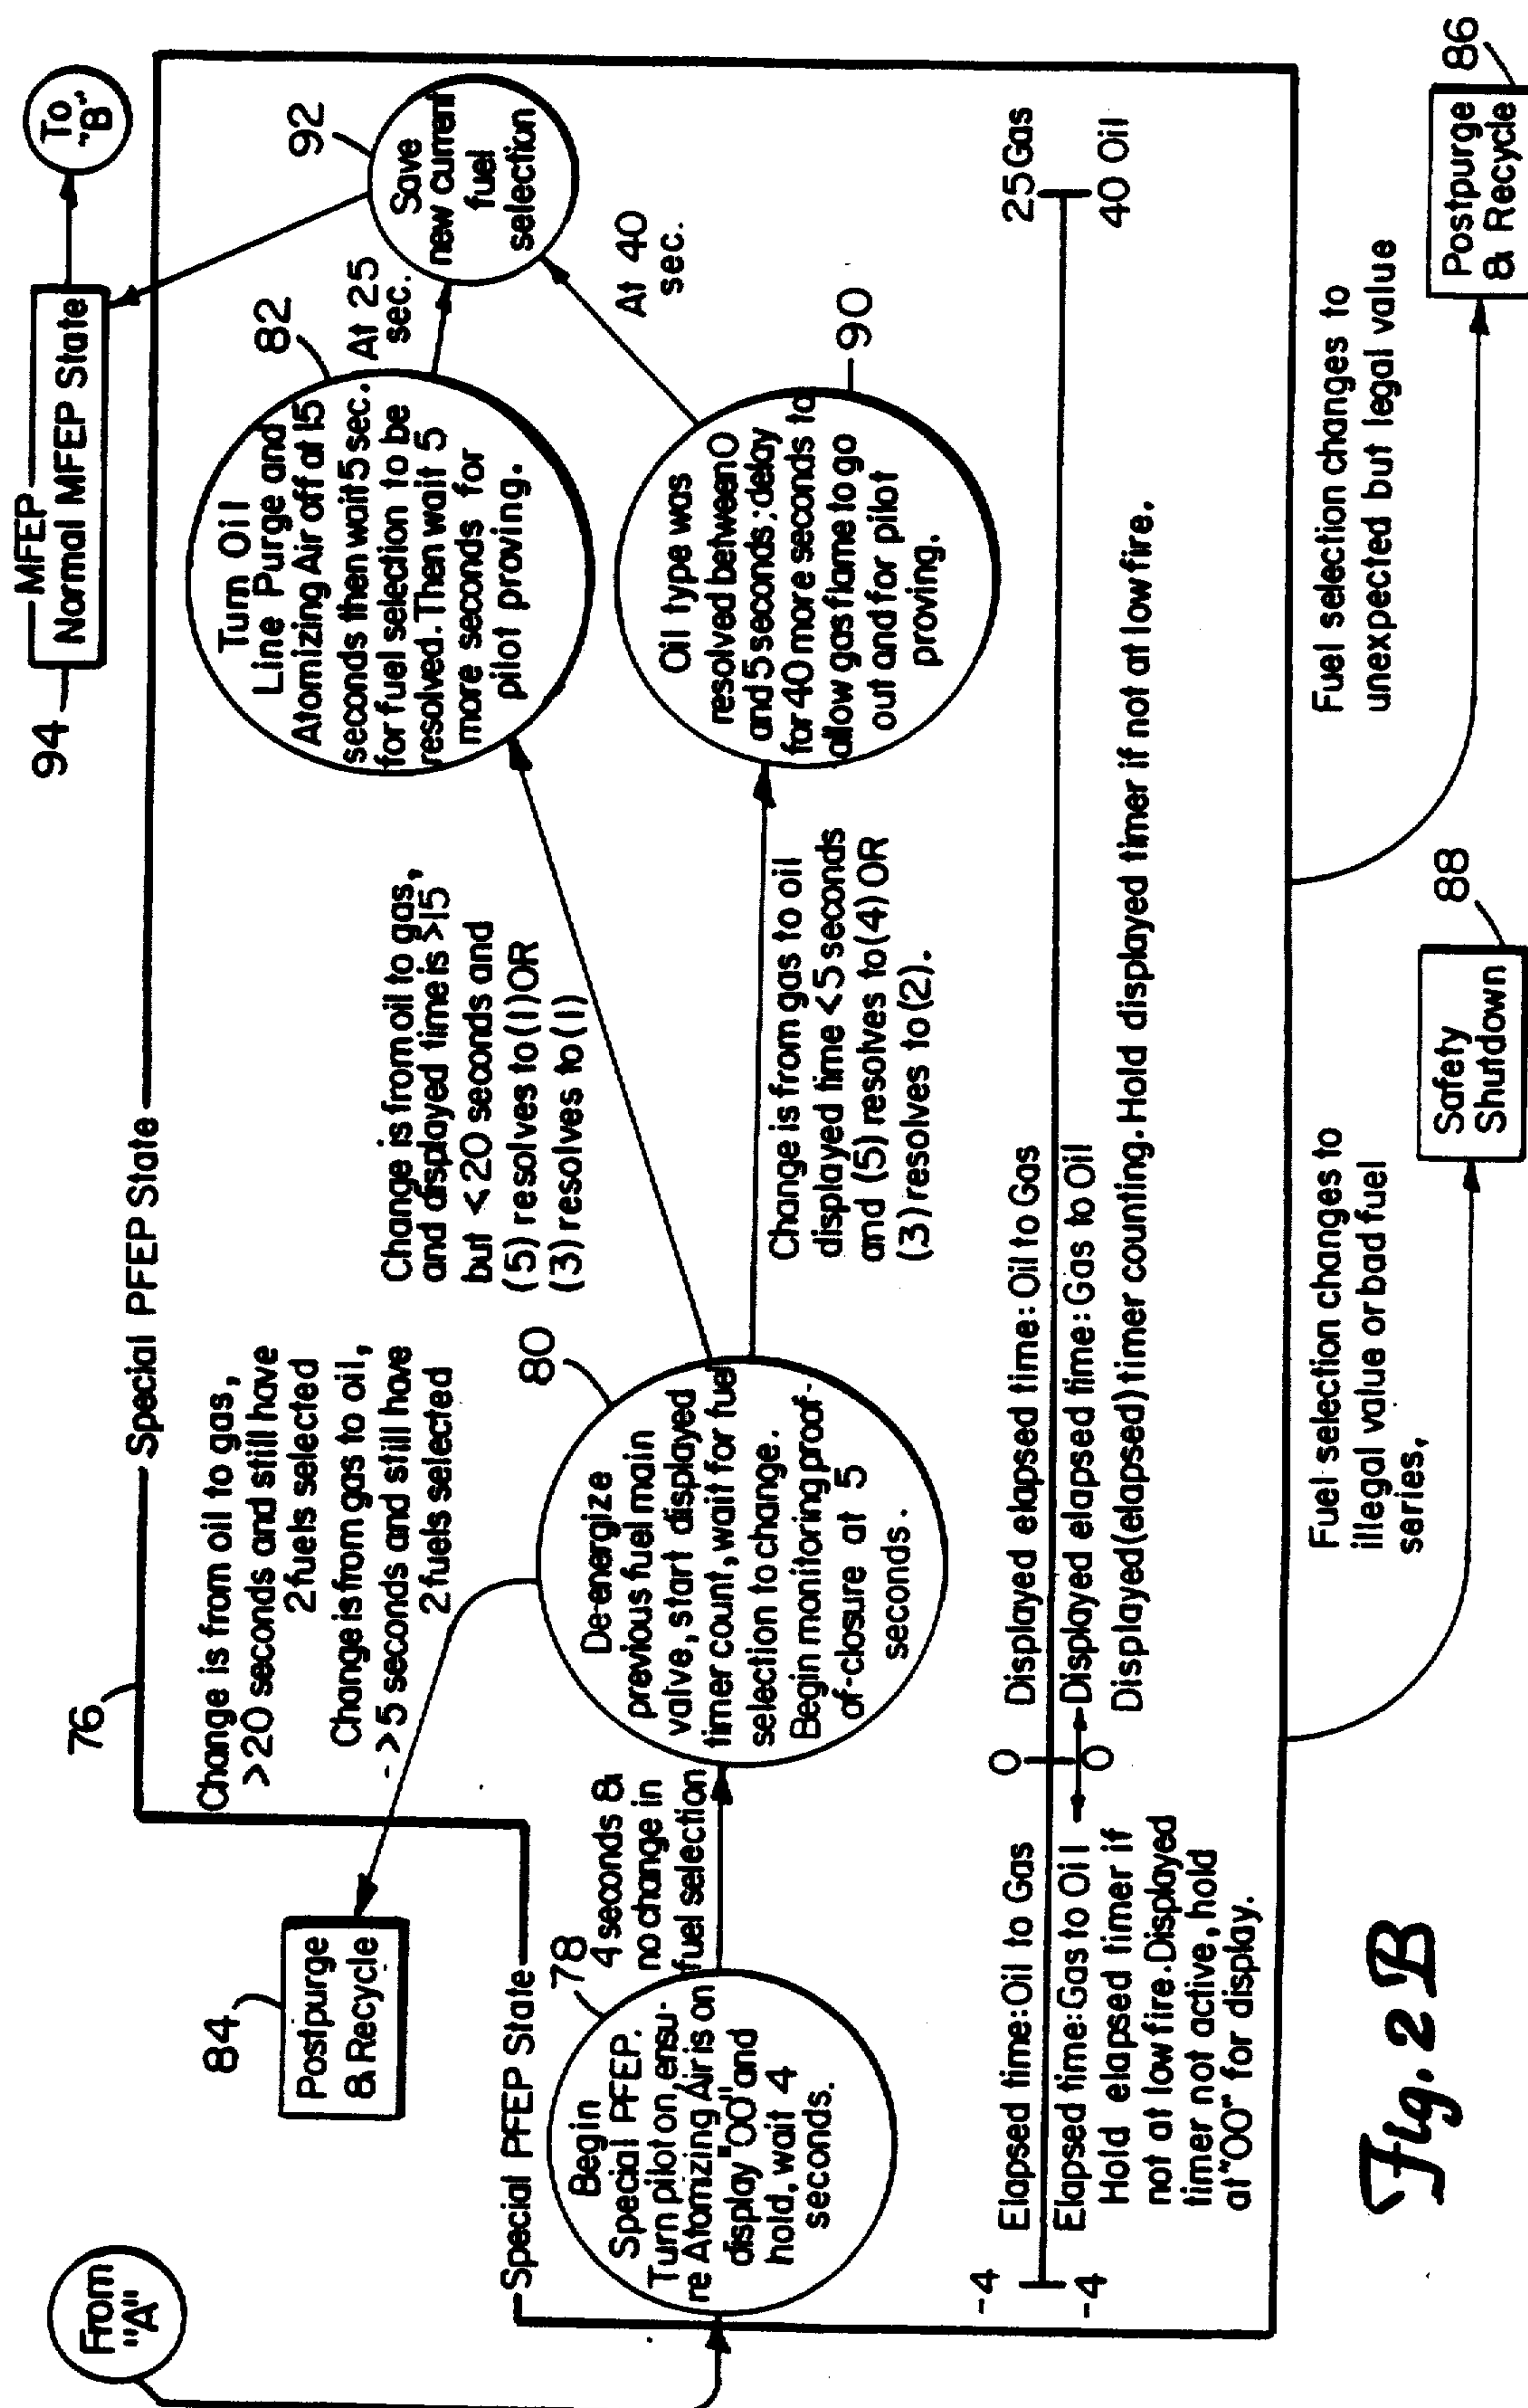 From
"A"
76
Special PFEP State
94
MFEP
Normal MFEP State
To
"B"
84
Postpurge
& Recycle
Change is from oil to gas,
>20 seconds and still have
2 fuels selected
Change is from gas to oil,
->5 seconds and still have
2 fuels selected
Special PFEP State
78
Begin
Special PFEP.
Turn pilot on, ensu-
re Atomizing Air is on
display "00" and
hold, wait 4
seconds.
4 seconds &
no change in
fuel selection
80
De-energize
previous fuel main
valve, start displayed
timer count, wait for fuel
selection to change.
Begin monitoring proof-
of-closure at 5
seconds.
Change is from oil to gas,
and displayed time is >15
but <20 seconds and
(5) resolves to (1) OR
(3) resolves to (1)
82
Turn Oil
Line Purge and
Atomizing Air off at 15
seconds then wait 5 sec.
for fuel selection to be
resolved. Then wait 5
more seconds for
pilot proving.
At 25
sec.
92
Save
new current
fuel
selection
Change is from gas to oil
displayed time <5 seconds
and (5) resolves to (4) OR
(3) resolves to (2).
90
Oil type was
resolved between 0
and 5 seconds; delay
for 40 more seconds to
allow gas flame to go
out and for pilot
proving.
At 40
sec.
-4
Elapsed time: Oil to Gas
0
Displayed elapsed time: Oil to Gas
25 Gas
-4
Elapsed time: Gas to Oil
0
Displayed elapsed time: Gas to Oil
40 Oil
Hold elapsed timer if
not at low fire. Displayed
timer not active, hold
at "00" for display.
Displayed (elapsed) timer counting. Hold displayed timer if not at low fire.
Fuel selection changes to
illegal value or bad fuel
series,
88
Safety
Shutdown
Fuel selection changes to
unexpected but legal value
86
Postpurge
& Recycle
Fig. 2B